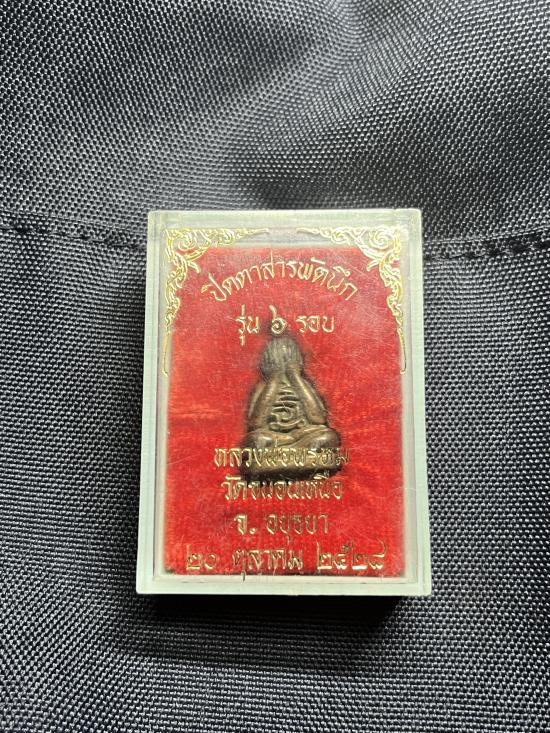 ปิดตาสารพัดนึก
รุ่น ๖ รอบ
หลวงพ่อพรหม
วัดขนอนเหนือ
จ. อยุธยา
๒๐ ตุลาคม ๒๕๒๘